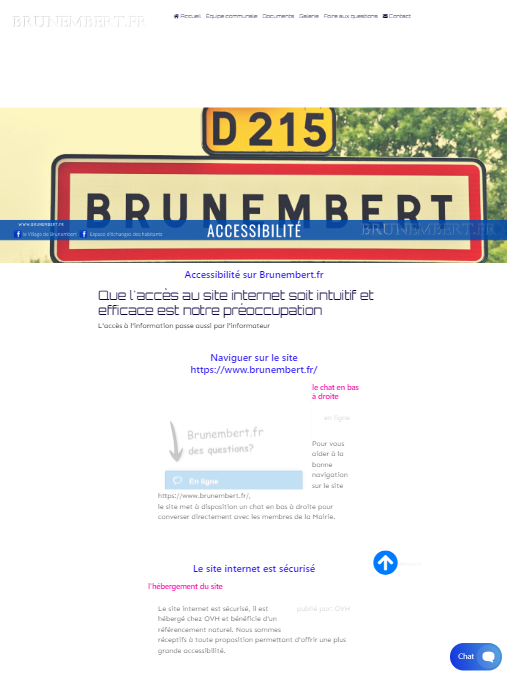 BRUNEMBERT.FR
Accueil Equipe communale Documents Galerie Foire aux questions Contact
D 215
BRUNEMBERT
WWW.BRUNEMBERT.FR
le Village de Brunembert Espace d'échanges des habitants
ACCESSIBILITÉ
BRUNEMBERT.FR
Accessibilité sur Brunembert.fr
Que l'accès au site internet soit intuitif et
efficace est notre préoccupation
L'accès à l'information passe aussi par l'informateur
Naviguer sur le site
https://www.brunembert.fr/
le chat en bas
à droite
en ligne
Brunembert.fr
des questions?
En ligne
Pour vous
aider à la
bonne
navigation
sur le site
https://www.brunembert.fr/,
le site met à disposition un chat en bas à droite pour
converser directement avec les membres de la Mairie.
Le site internet est sécurisé
l'hébergement du site
publié par: OVH
Le site internet est sécurisé, il est
hébergé chez OVH et bénéficie d'un
référencement naturel. Nous sommes
réceptifs à toute proposition permettant d'offrir une plus
grande accessibilité.
Chat